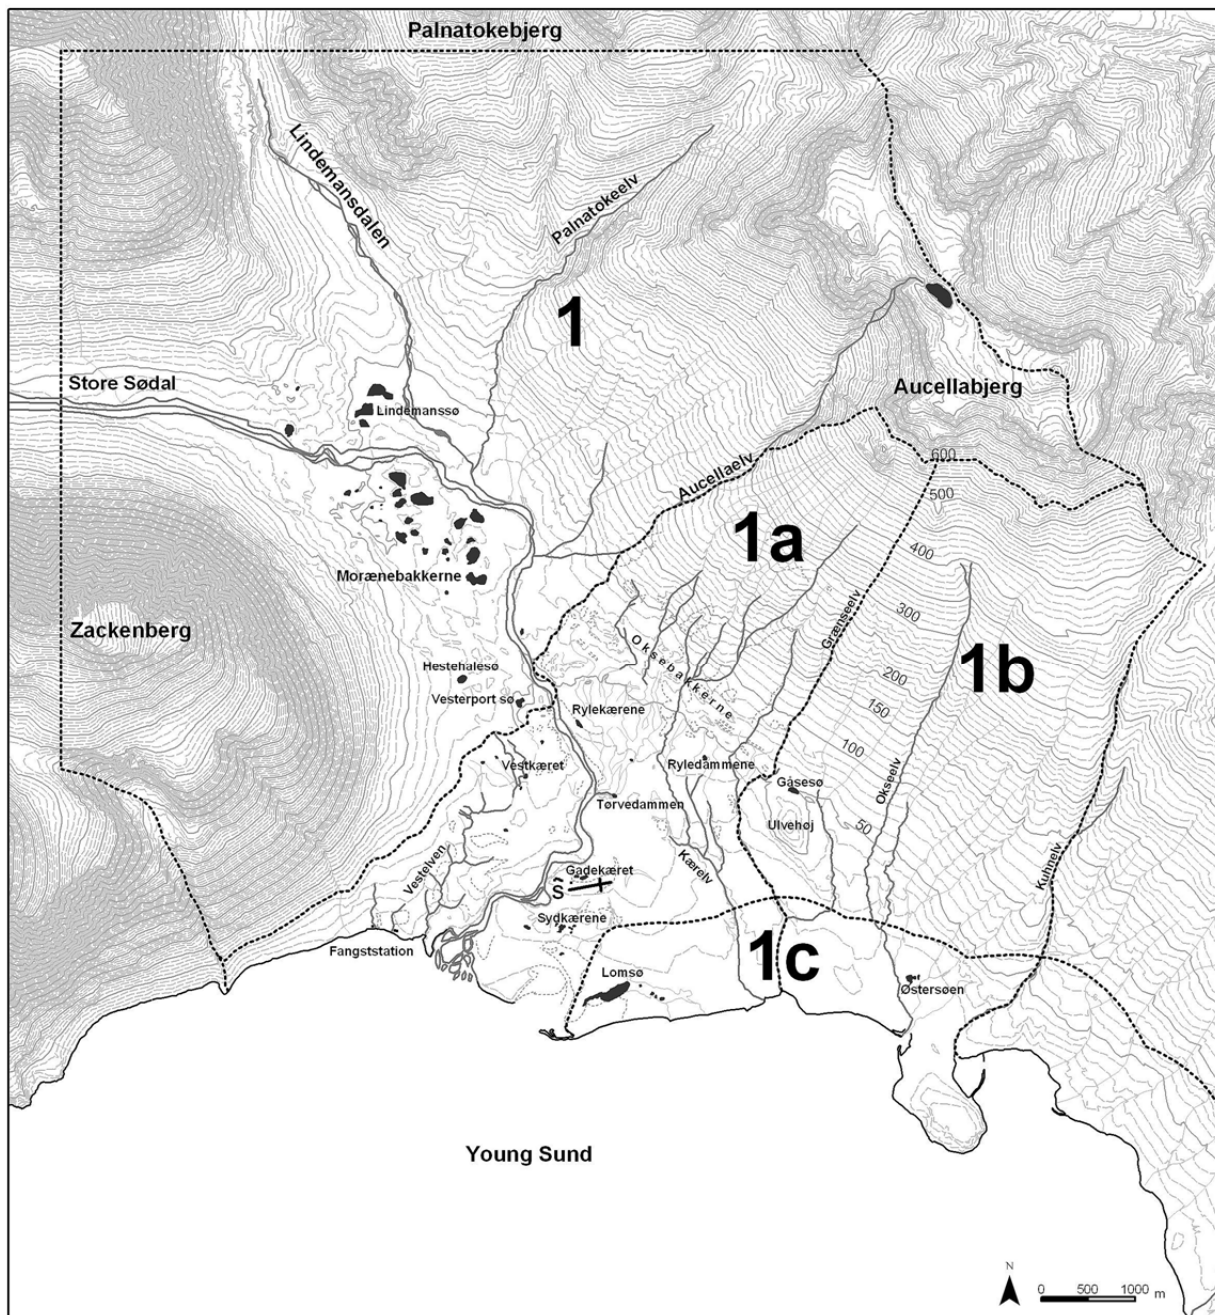 Palnatokebjerg
Lindemansdalen
Palnatokeelv
1
Store Sødal
Lindemanssø
Aucellabjerg
Aucellaelv
600
500
1a
400
Morænebakkerne
300
Grænseelv
Zackenberg
Oksebakkerne
1b
Hestehalesø
200
Vesterport sø
Rylekærene
150
100
Vestkæret
Ryledammene
Okseelv
Gåsesø
Tørvedammen
Ulvehøj
50
Vestelven
Kærelv
Kuhnelv
Gadekæret
S
Sydkærene
Fangststation
1c
Lomsø
Østersøen
Young Sund
N
0 500 1000 m